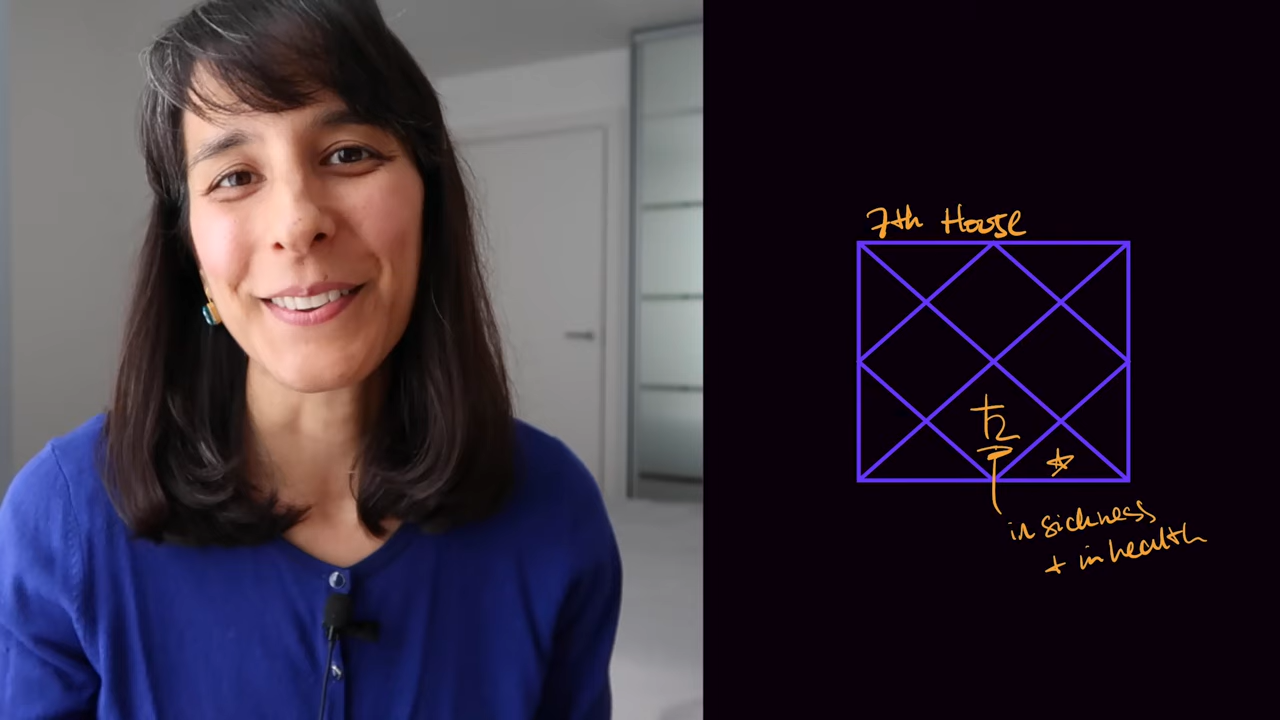 7th House
♄
in sickness
+ in health